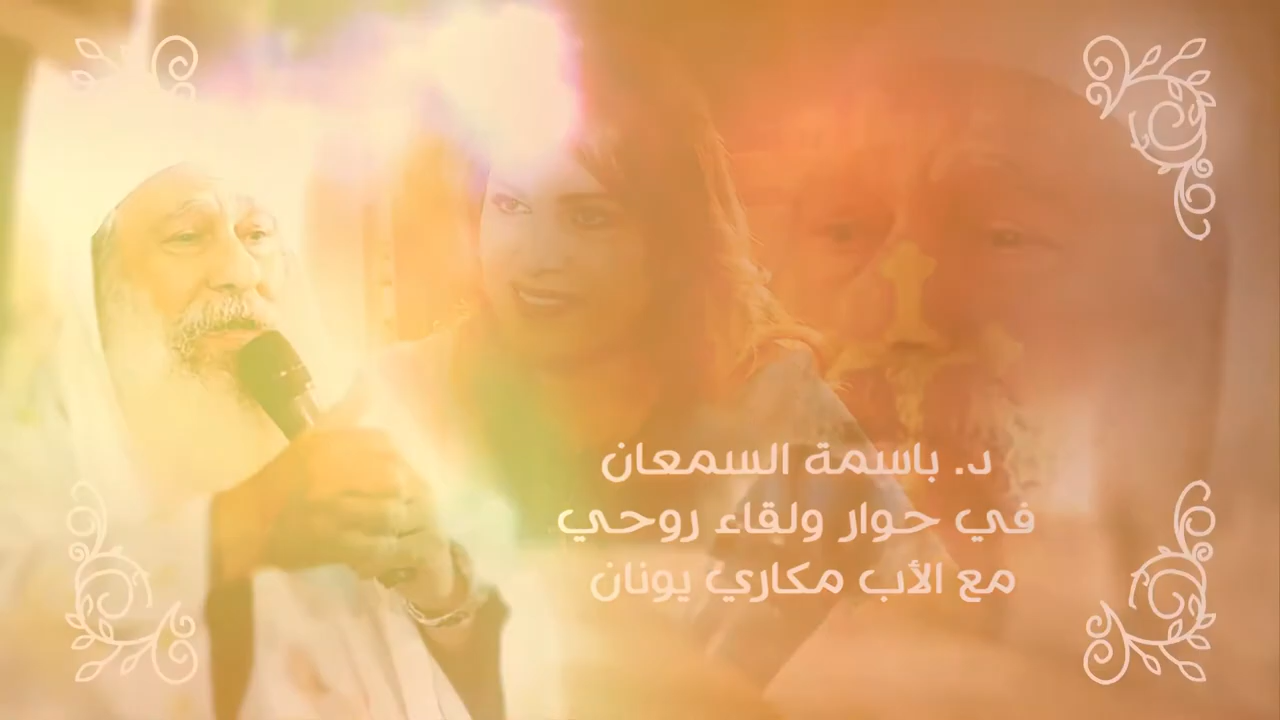 د. باسمة السمعان
في حوار ولقاء روحي
مع الأب مكاري يونان